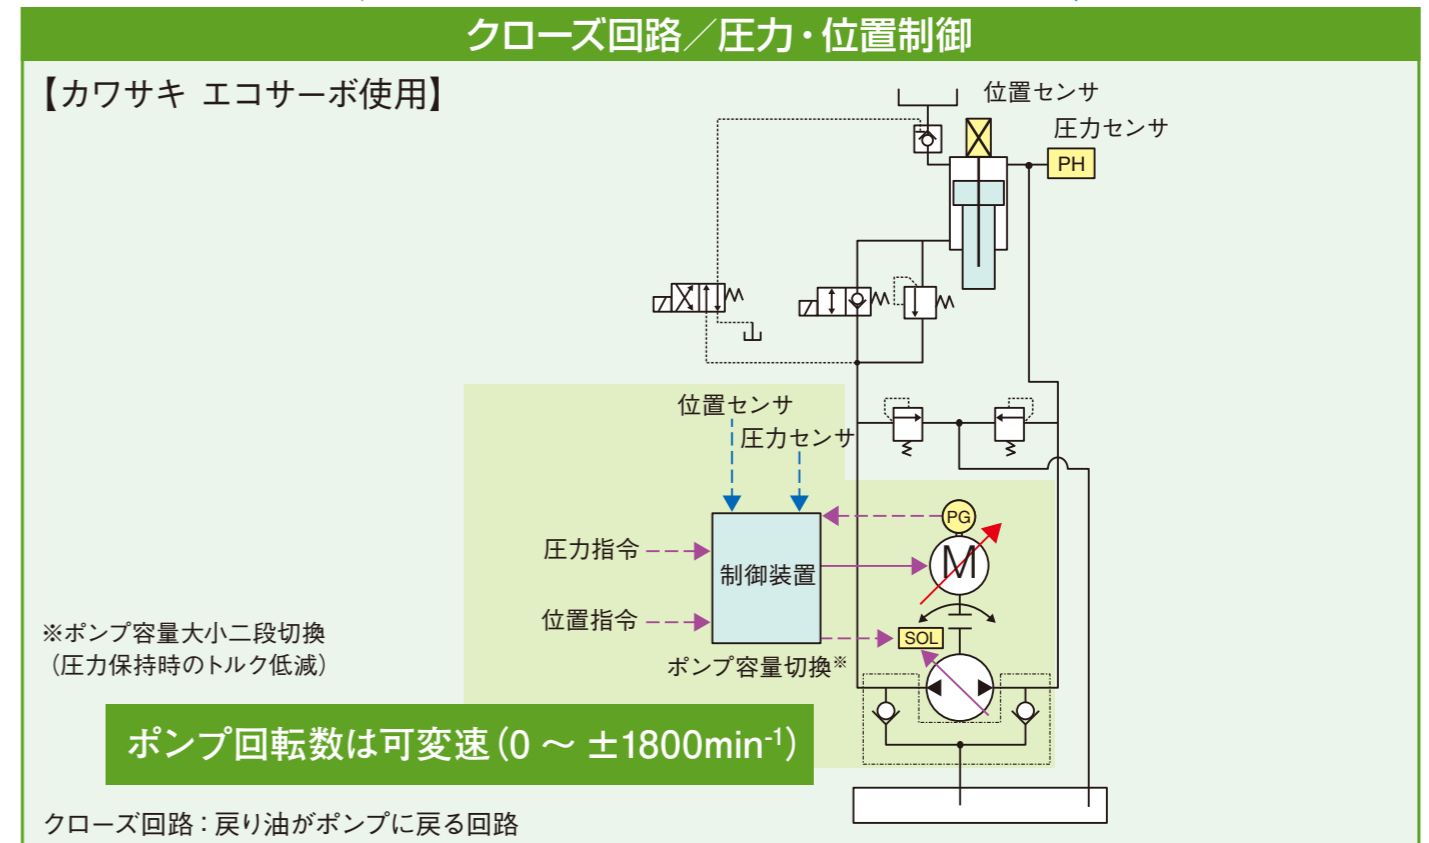 クローズ回路／圧力・位置制御
【カワサキ エコサーボ使用】
位置センサ
圧力センサ
PH
位置センサ
圧力センサ
PG
M
圧力指令
制御装置
位置指令
SOL
ポンプ容量切換※
※ポンプ容量大小二段切換
（圧力保持時のトルク低減）
ポンプ回転数は可変速（0 ～ ±1800min-1）
クローズ回路：戻り油がポンプに戻る回路